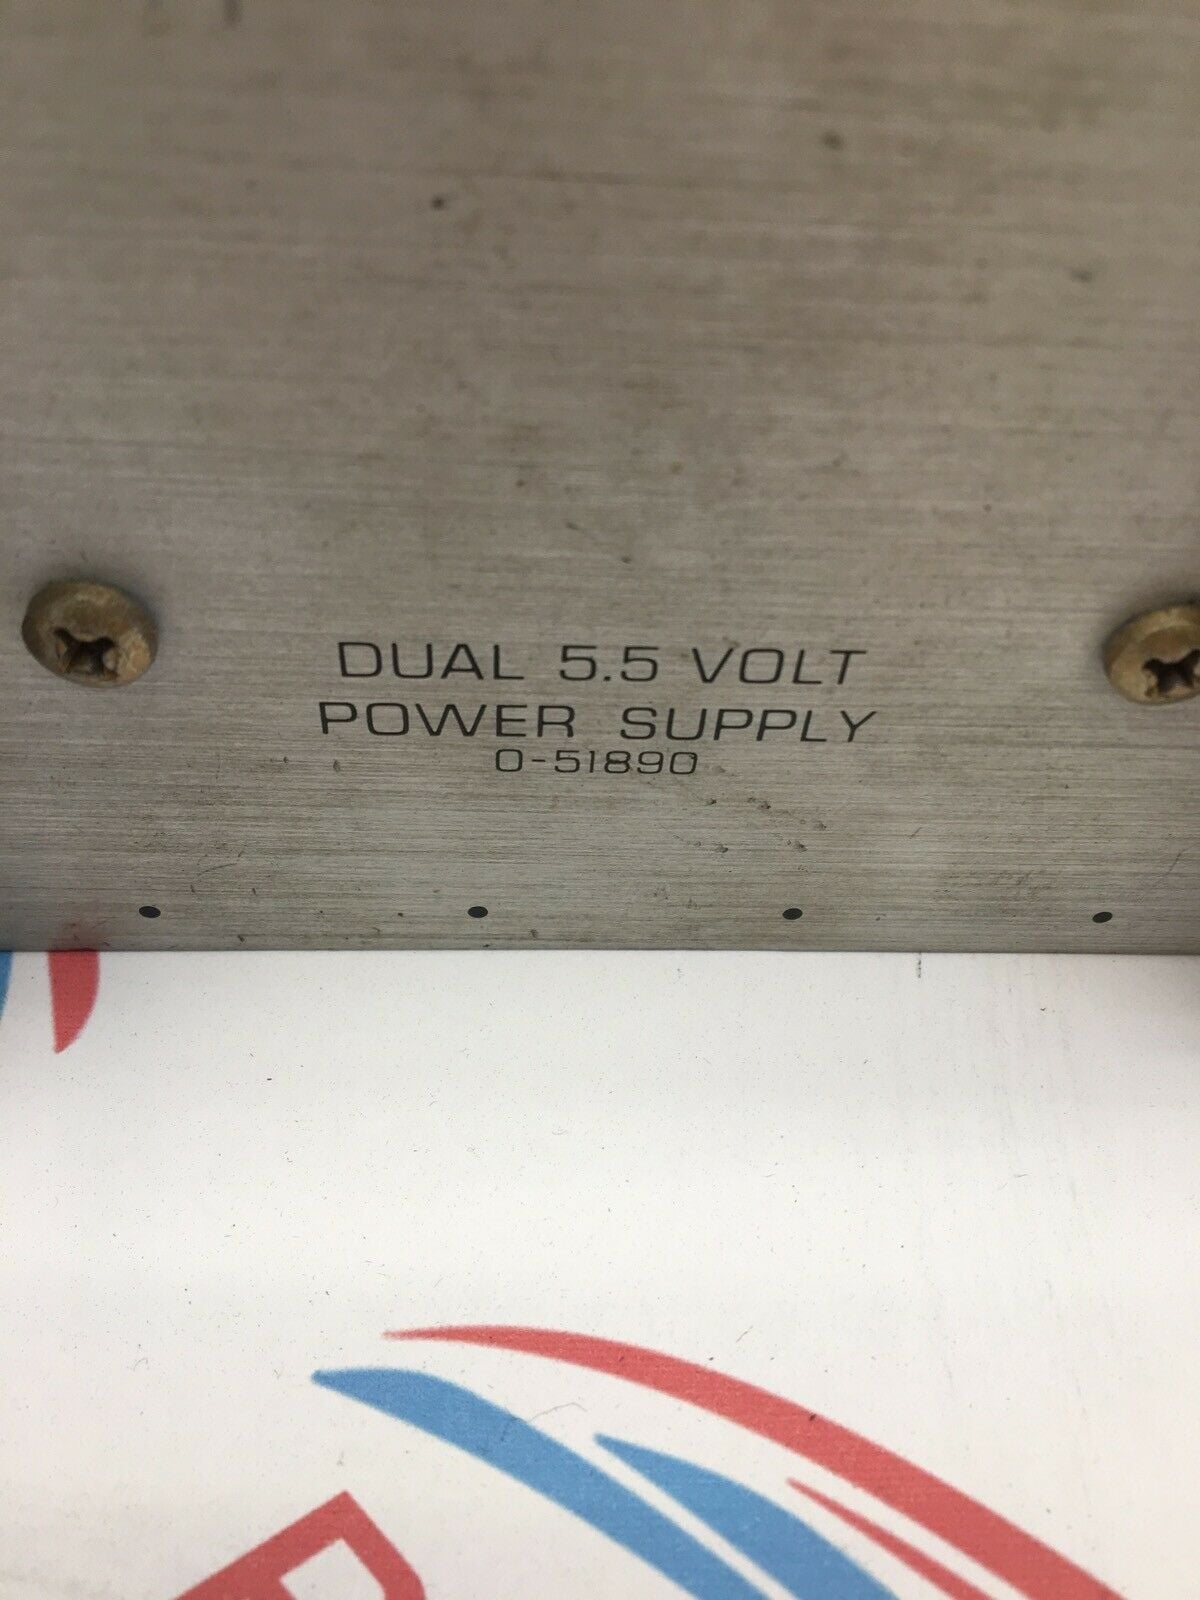 DUAL 5.5 VOLT
POWER SUPPLY
0-51890